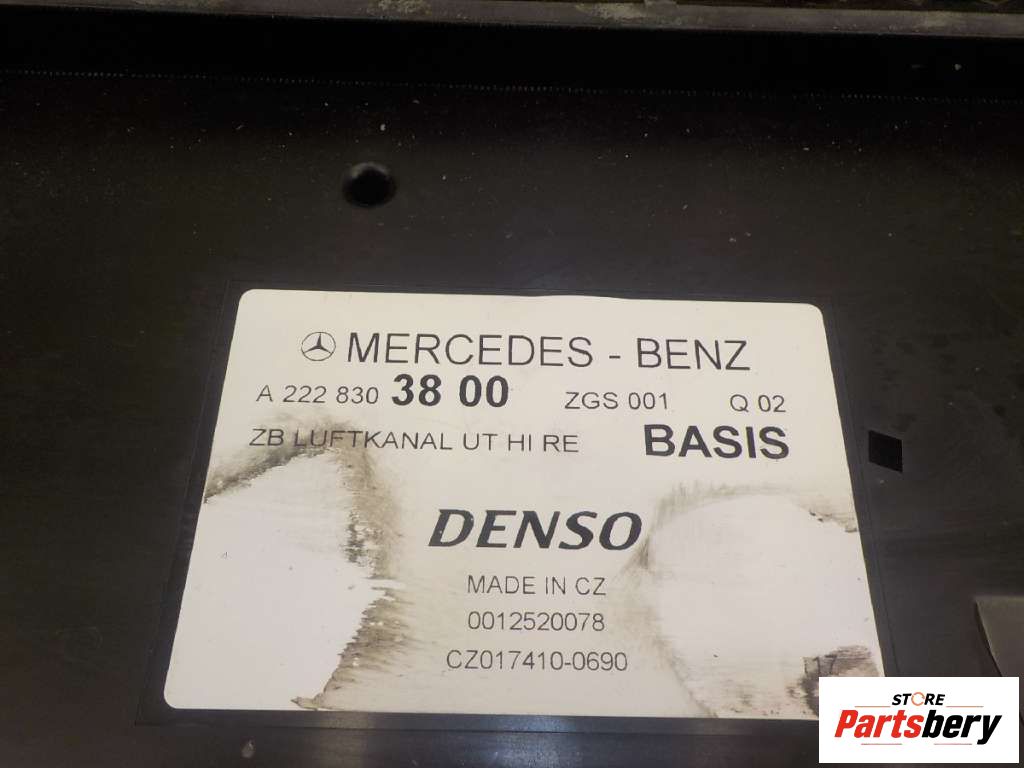 MERCEDES - BENZ
A 222 830 38 00 ZGS 001 Q 02
ZB LUFTKANAL UT HI RE BASIS
DENSO
MADE IN CZ
0012520078
CZ017410-0690
17
STORE
Partsbery